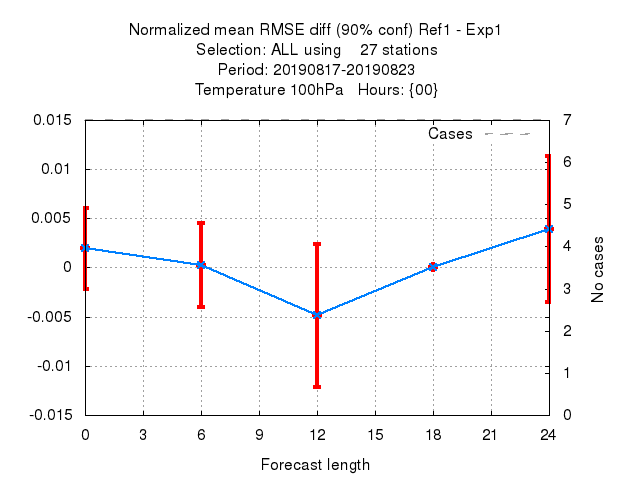 Normalized mean RMSE diff (90% conf) Ref1 - Exp1
Selection: ALL using    27 stations
Period: 20190817-20190823
Temperature 100hPa   Hours: {00}
Cases
0.015
0.01
0.005
0
-0.005
-0.01
-0.015
7
6
5
4
3
2
1
0
No cases
0 3 6 9 12 15 18 21 24
Forecast length